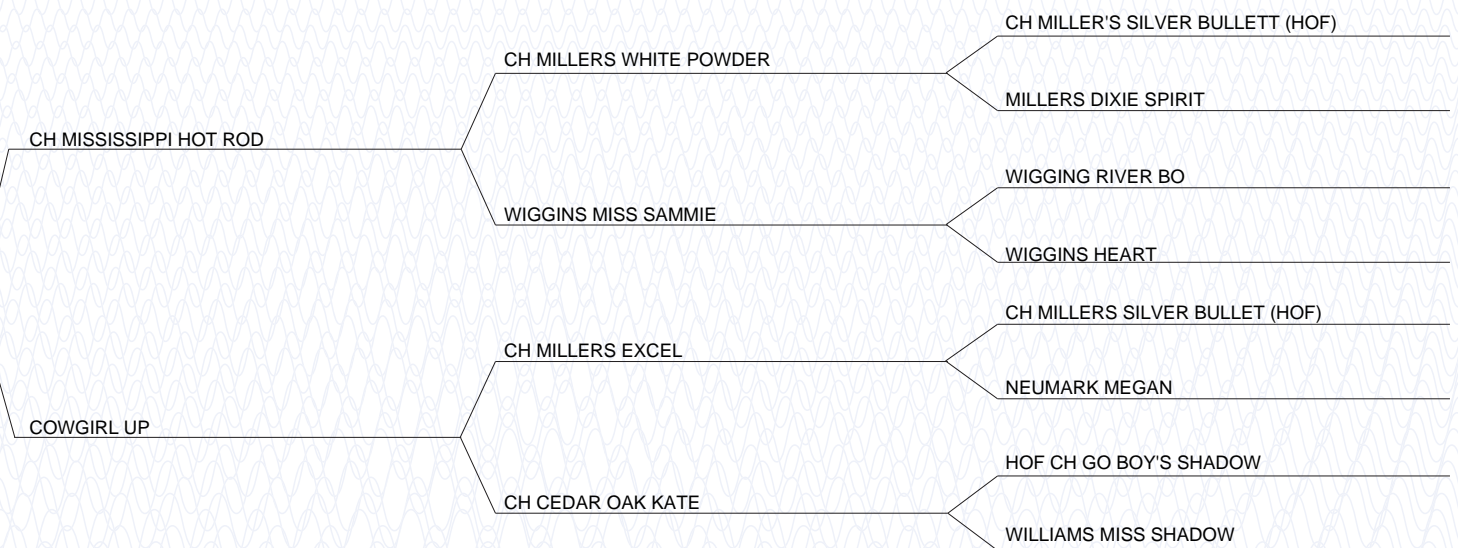 CH MILLER'S SILVER BULLETT (HOF)
CH MILLERS WHITE POWDER
MILLERS DIXIE SPIRIT
CH MISSISSIPPI HOT ROD
WIGGING RIVER BO
WIGGINS MISS SAMMIE
WIGGINS HEART
CH MILLERS SILVER BULLET (HOF)
CH MILLERS EXCEL
NEUMARK MEGAN
COWGIRL UP
HOF CH GO BOY'S SHADOW
CH CEDAR OAK KATE
WILLIAMS MISS SHADOW